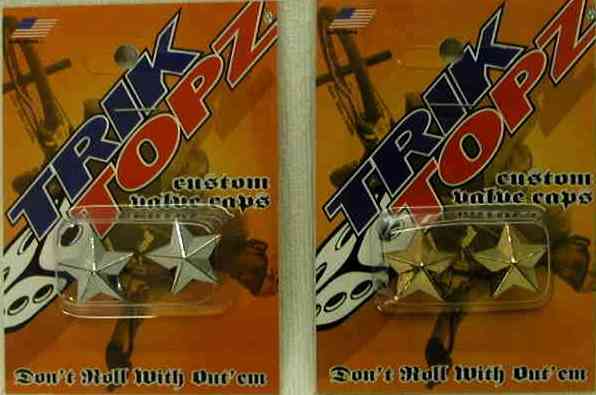 TRIK
TOPZ
custom
valve caps
Don't Roll With Out'em
TRIK
TOPZ
custom
valve caps
Don't Roll With Out'em